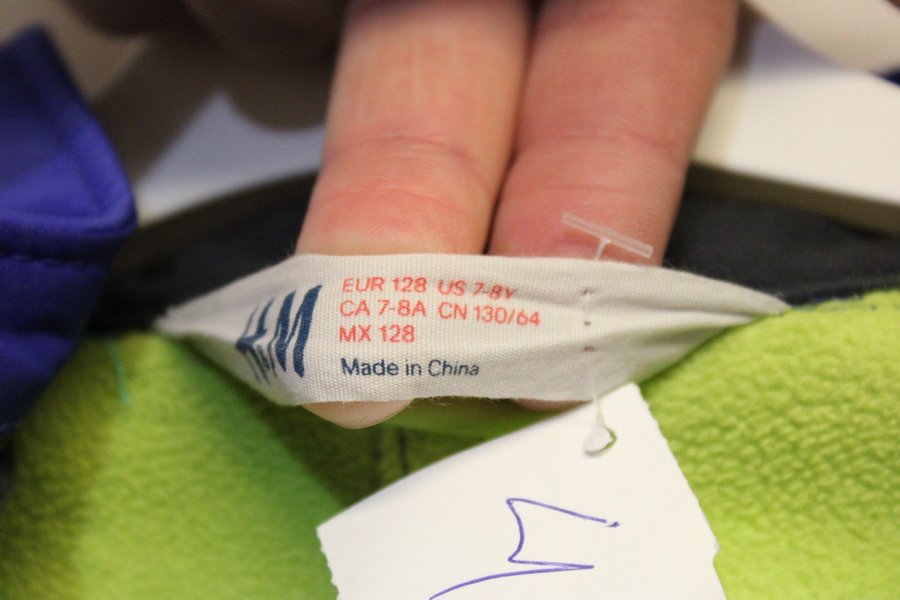 H&M
EUR 128 US 7-8Y
CA 7-8A CN 130/64
MX 128
Made in China